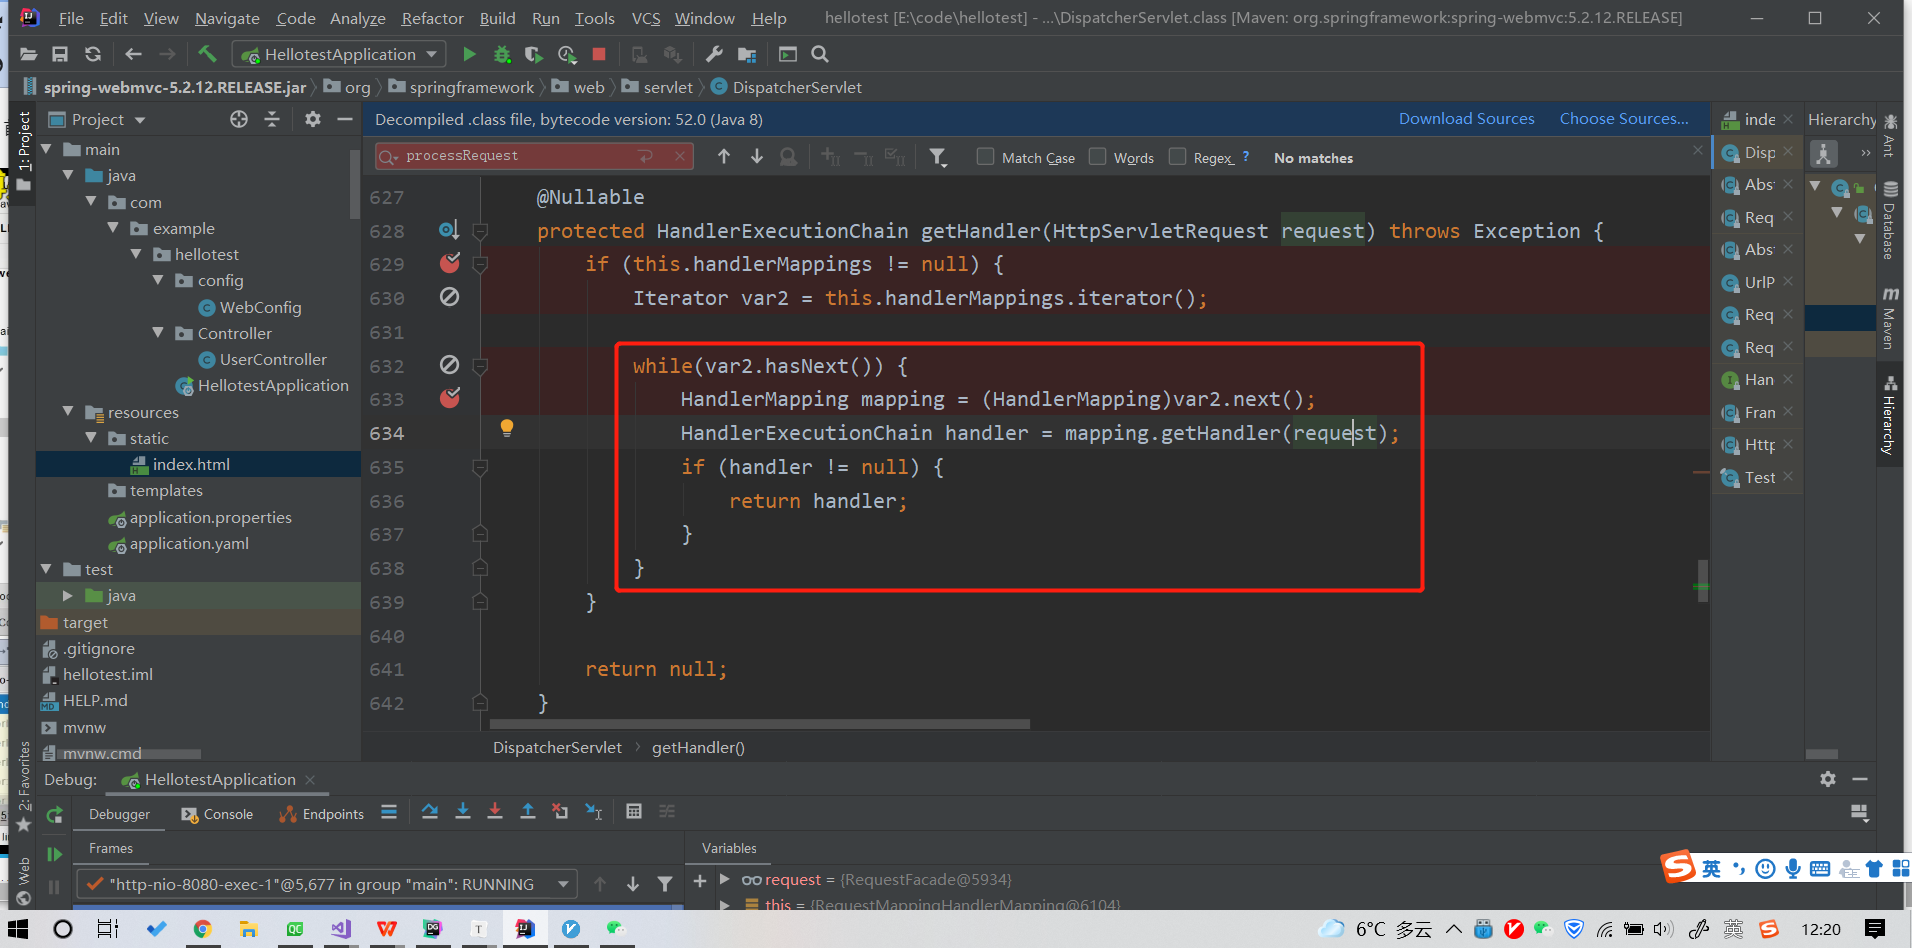 File Edit View Navigate Code Analyze Refactor Build Run Tools VCS Window Help hellotest [E:\code\hellotest] - ...\DispatcherServlet.class [Maven: org.springframework:spring-webmvc:5.2.12.RELEASE]
HellotestApplication
spring-webmvc-5.2.12.RELEASE.jar org springframework web servlet DispatcherServlet
1: Project
Project
main
java
com
example
hellotest
config
WebConfig
Controller
UserController
HellotestApplication
resources
static
index.html
templates
application.properties
application.yaml
test
java
target
.gitignore
hellotest.iml
HELP.md
mvnw
mvnw.cmd
Decompiled .class file, bytecode version: 52.0 (Java 8) Download Sources Choose Sources...
processRequest Match Case Words Regex ? No matches
627 @Nullable
628 protected HandlerExecutionChain getHandler(HttpServletRequest request) throws Exception {
629 if (this.handlerMappings != null) {
630 Iterator var2 = this.handlerMappings.iterator();
631
632 while(var2.hasNext()) {
633 HandlerMapping mapping = (HandlerMapping)var2.next();
634 HandlerExecutionChain handler = mapping.getHandler(request);
635 if (handler != null) {
636 return handler;
637 }
638 }
639 }
640
641 return null;
642 }
DispatcherServlet getHandler()
inde
Disp
Abs
Req
Abs
UrlP
Req
Req
Han
Fran
Http
Test
Hierarchy
Ant
Database
Maven
Hierarchy
2: Favorites
Web
Debug: HellotestApplication
Debugger Console Endpoints
Frames Variables
"http-nio-8080-exec-1"@5,677 in group "main": RUNNING
request = {RequestFacade@5934}
this = {RequestMappingHandlerMapping@6104}
英
6°C 多云 英 12:20